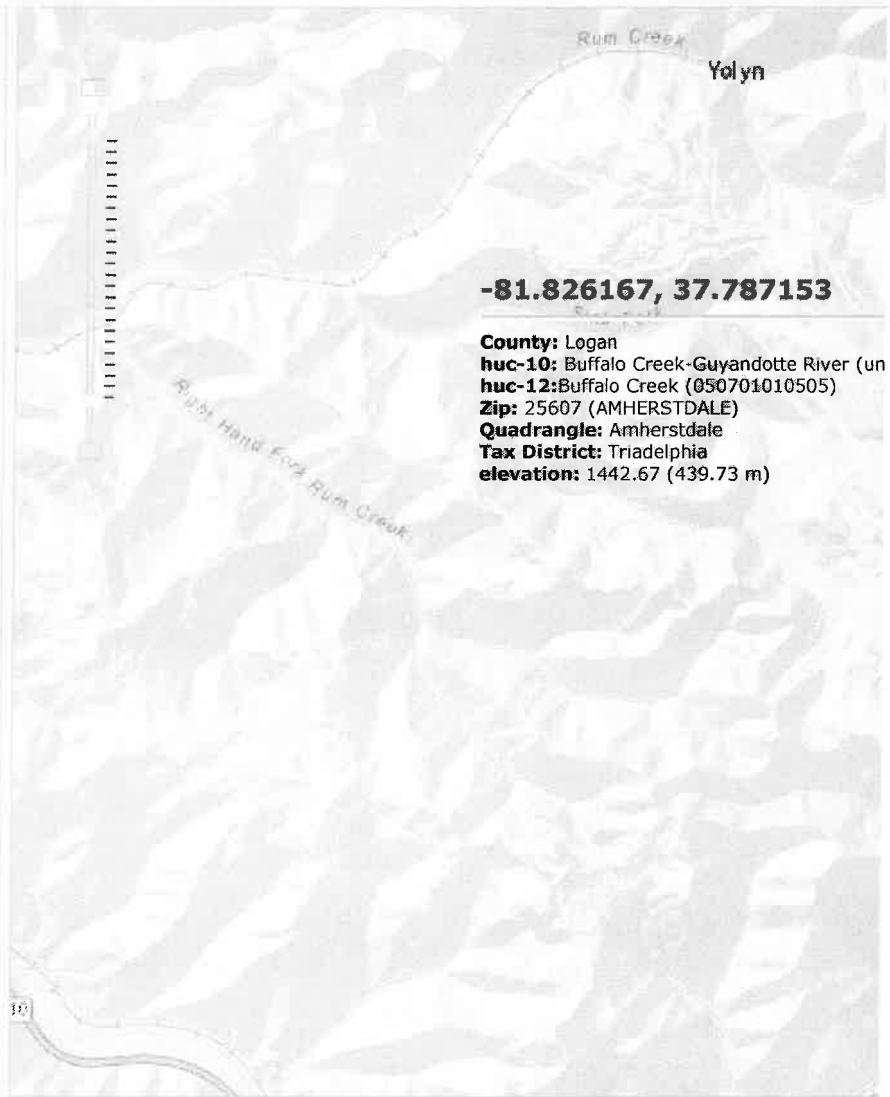 Rum Creek
Yolyn
-81.826167, 37.787153
County: Logan
huc-10: Buffalo Creek-Guyandotte River (un
huc-12:Buffalo Creek (050701010505)
Zip: 25607 (AMHERSTDALE)
Quadrangle: Amherstdale
Tax District: Triadelphia
elevation: 1442.67 (439.73 m)
Right Hand Fork Rum Creek
10